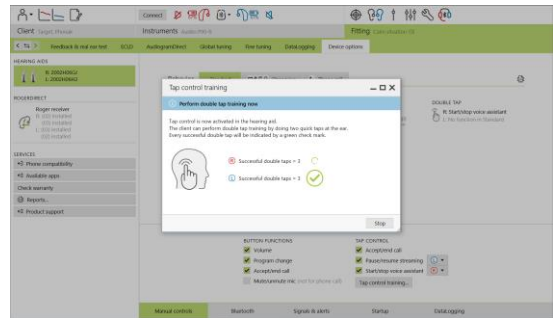 Connect
Client
Instruments
Fitting
Feedback & real ear test
AudiogramDirect
Global tuning
Fine tuning
DataLogging
Device options
HEARING AIDS
ROGERDIRECT
Roger receiver
installed
installed
installed
installed
SERVICES
Phone compatibility
Available apps
Check warranty
Reports...
Product support
DOUBLE TAP
R: Start/stop voice assistant
Tap control training
Perform double tap training now
Tap control is now activated in the hearing aid.
The client can perform double tap training by doing two quick taps at the ear.
Every successful double tap will be indicated by a green check mark.
R Successful double taps = 3
L Successful double taps = 3
Stop
BUTTON FUNCTIONS
Volume
Program change
Accept/end call
Mute/unmute mic
TAP CONTROL
Accept/end call
Pause/resume streaming
Start/stop voice assistant
Tap control training...
Manual controls
Bluetooth
Signals & alerts
Startup
DataLogging